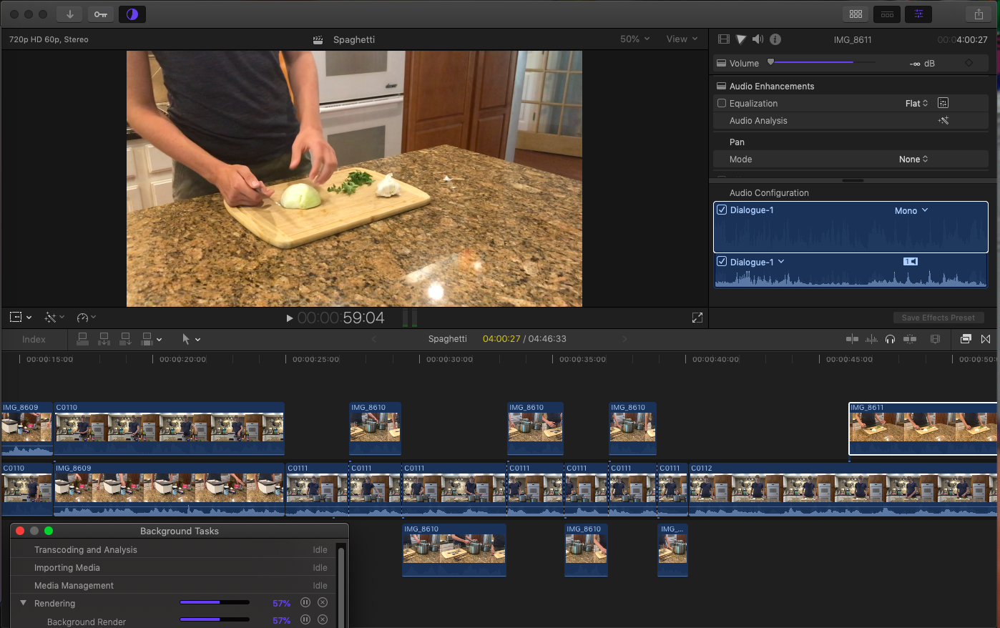 720p HD 60p, Stereo
Spaghetti
50%
View
IMG_8611
00:04:00:27
Volume
-∞ dB
Audio Enhancements
Equalization
Flat
Audio Analysis
Pan
Mode
None
Audio Configuration
Dialogue-1
Mono
Dialogue-1
1
00:00:59:04
Save Effects Preset
Index
Spaghetti
04:00:27 / 04:46:33
00:00:15:00
00:00:20:00
00:00:25:00
00:00:30:00
00:00:35:00
00:00:40:00
00:00:45:00
00:00:50:0
IMG_8609
C0110
IMG_8610
IMG_8610
IMG_8610
IMG_8611
C0110
IMG_8609
C0111
C0111
C0111
C0111
C0111
C0111
C0111
C0112
IMG_8610
IMG_8610
IMG_...
Background Tasks
Transcoding and Analysis
Idle
Importing Media
Idle
Media Management
Idle
Rendering
57%
Background Render
57%